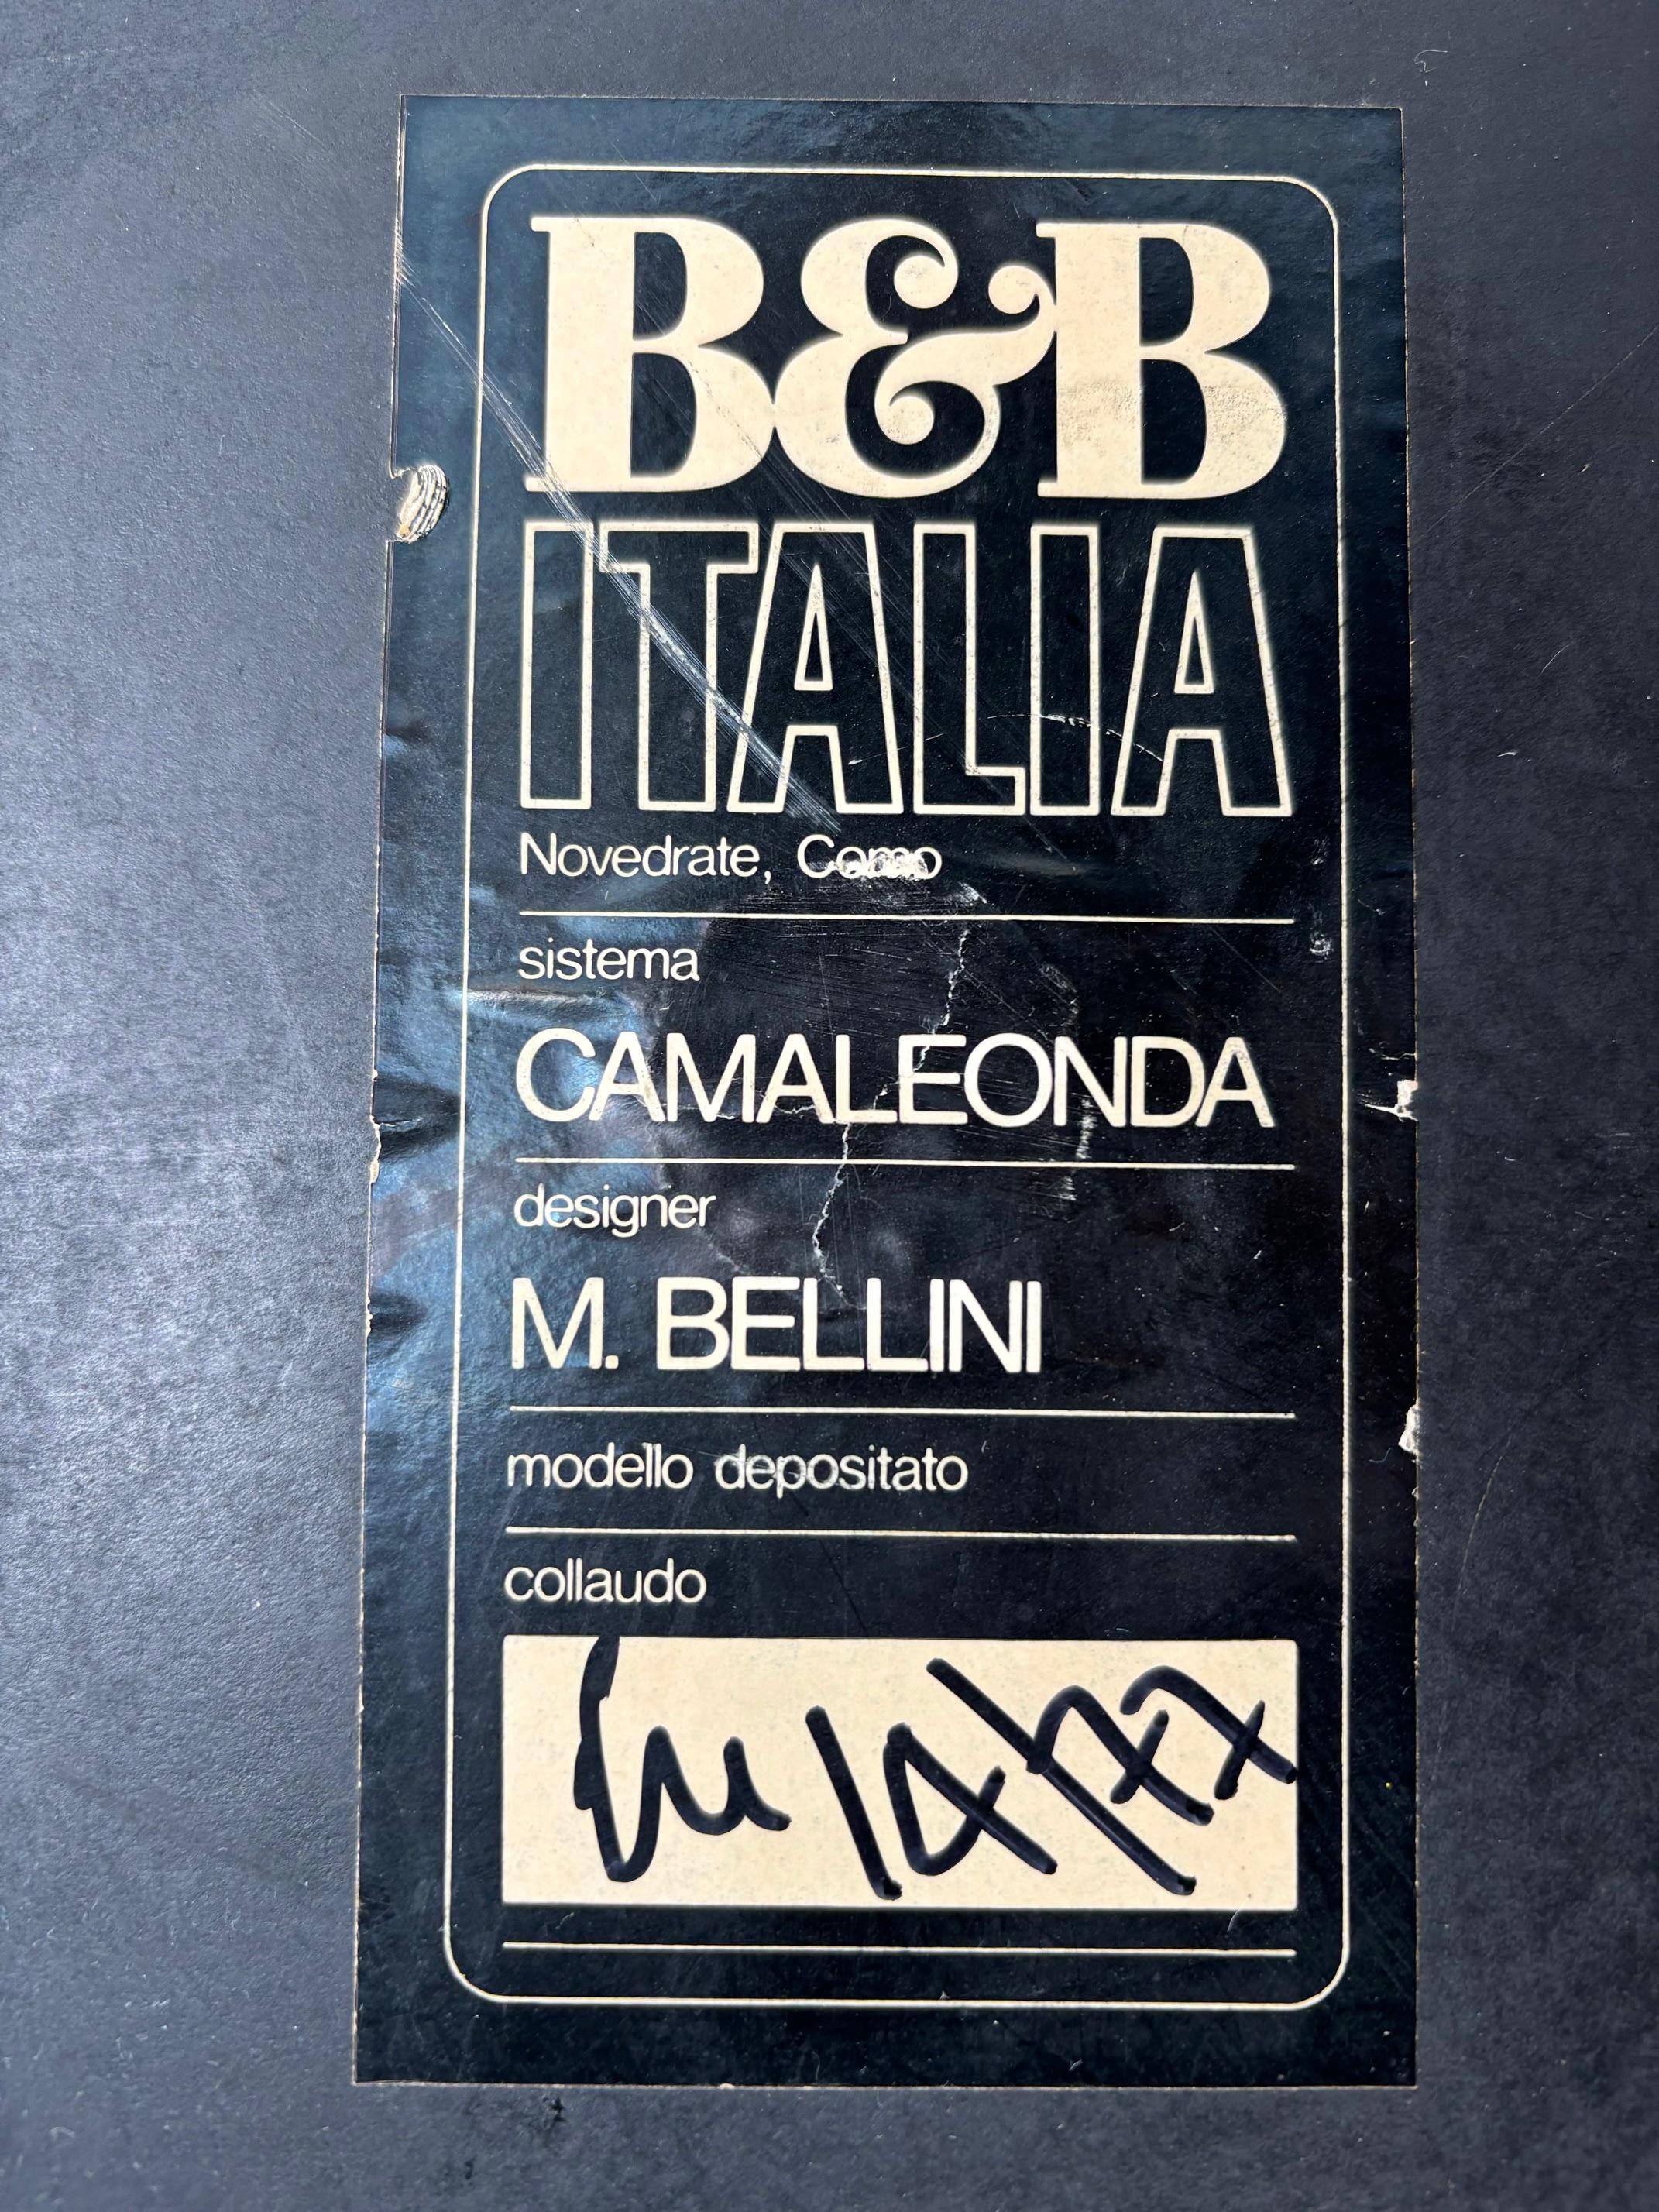 B&B
ITALIA
Novedrate, Como
sistema
CAMALEONDA
designer
M. BELLINI
modello depositato
collaudo